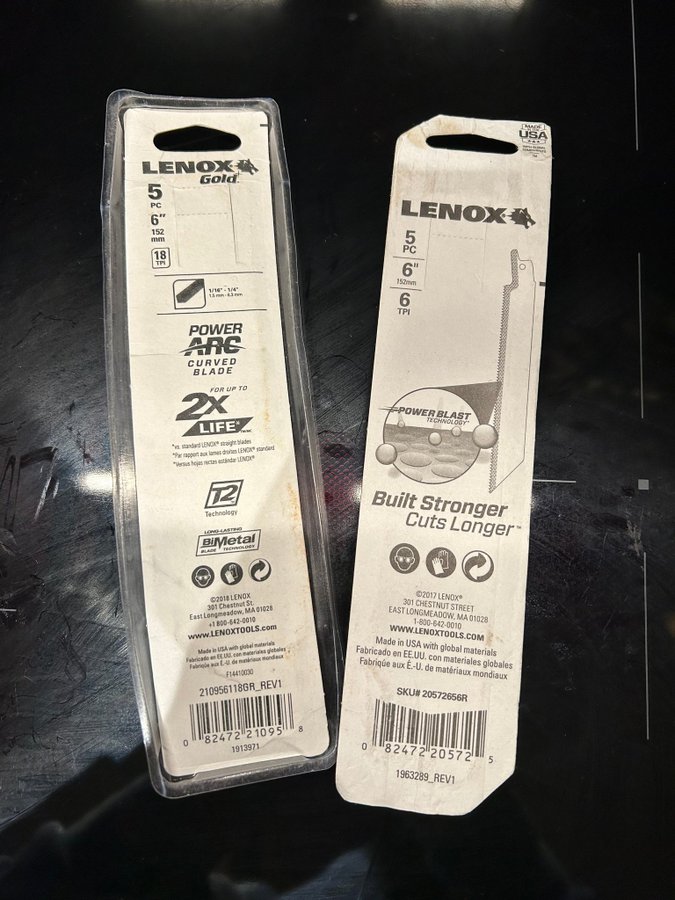 LENOX
Gold
5
PC
6"
152
mm
18
TPI
1/16" - 1/4"
1.5 mm - 6.3 mm
POWER
ARC
CURVED
BLADE
FOR UP TO
2X
LIFE*
*vs. standard LENOX® straight blades
*Par rapport aux lames droites LENOX® standard
*Versus hojas rectas estándar LENOX®
T2
Technology
LONG-LASTING
BiMetal
BLADE TECHNOLOGY
©2018 LENOX®
301 Chestnut St.
East Longmeadow, MA 01028
+1 800-642-0010
www.LENOXTOOLS.com
Made in USA with global materials
Fabricado en EE.UU. con materiales globales
Fabriqué aux É.-U. de matériaux mondiaux
F14410030
210956118GR_REV1
0 82472 21095 8
1913971
MADE
USA
LENOX
5
PC
6"
152mm
6
TPI
POWER BLAST
TECHNOLOGY™
Built Stronger
Cuts Longer™
©2017 LENOX®
301 CHESTNUT STREET
EAST LONGMEADOW, MA 01028
1-800-642-0010
www.LENOXTOOLS.COM
Made in USA with global materials
Fabricado en EE.UU. con materiales globales
Fabriqué aux É.-U. de matériaux mondiaux
SKU# 20572656R
0 82472 20572 5
1963289_REV1